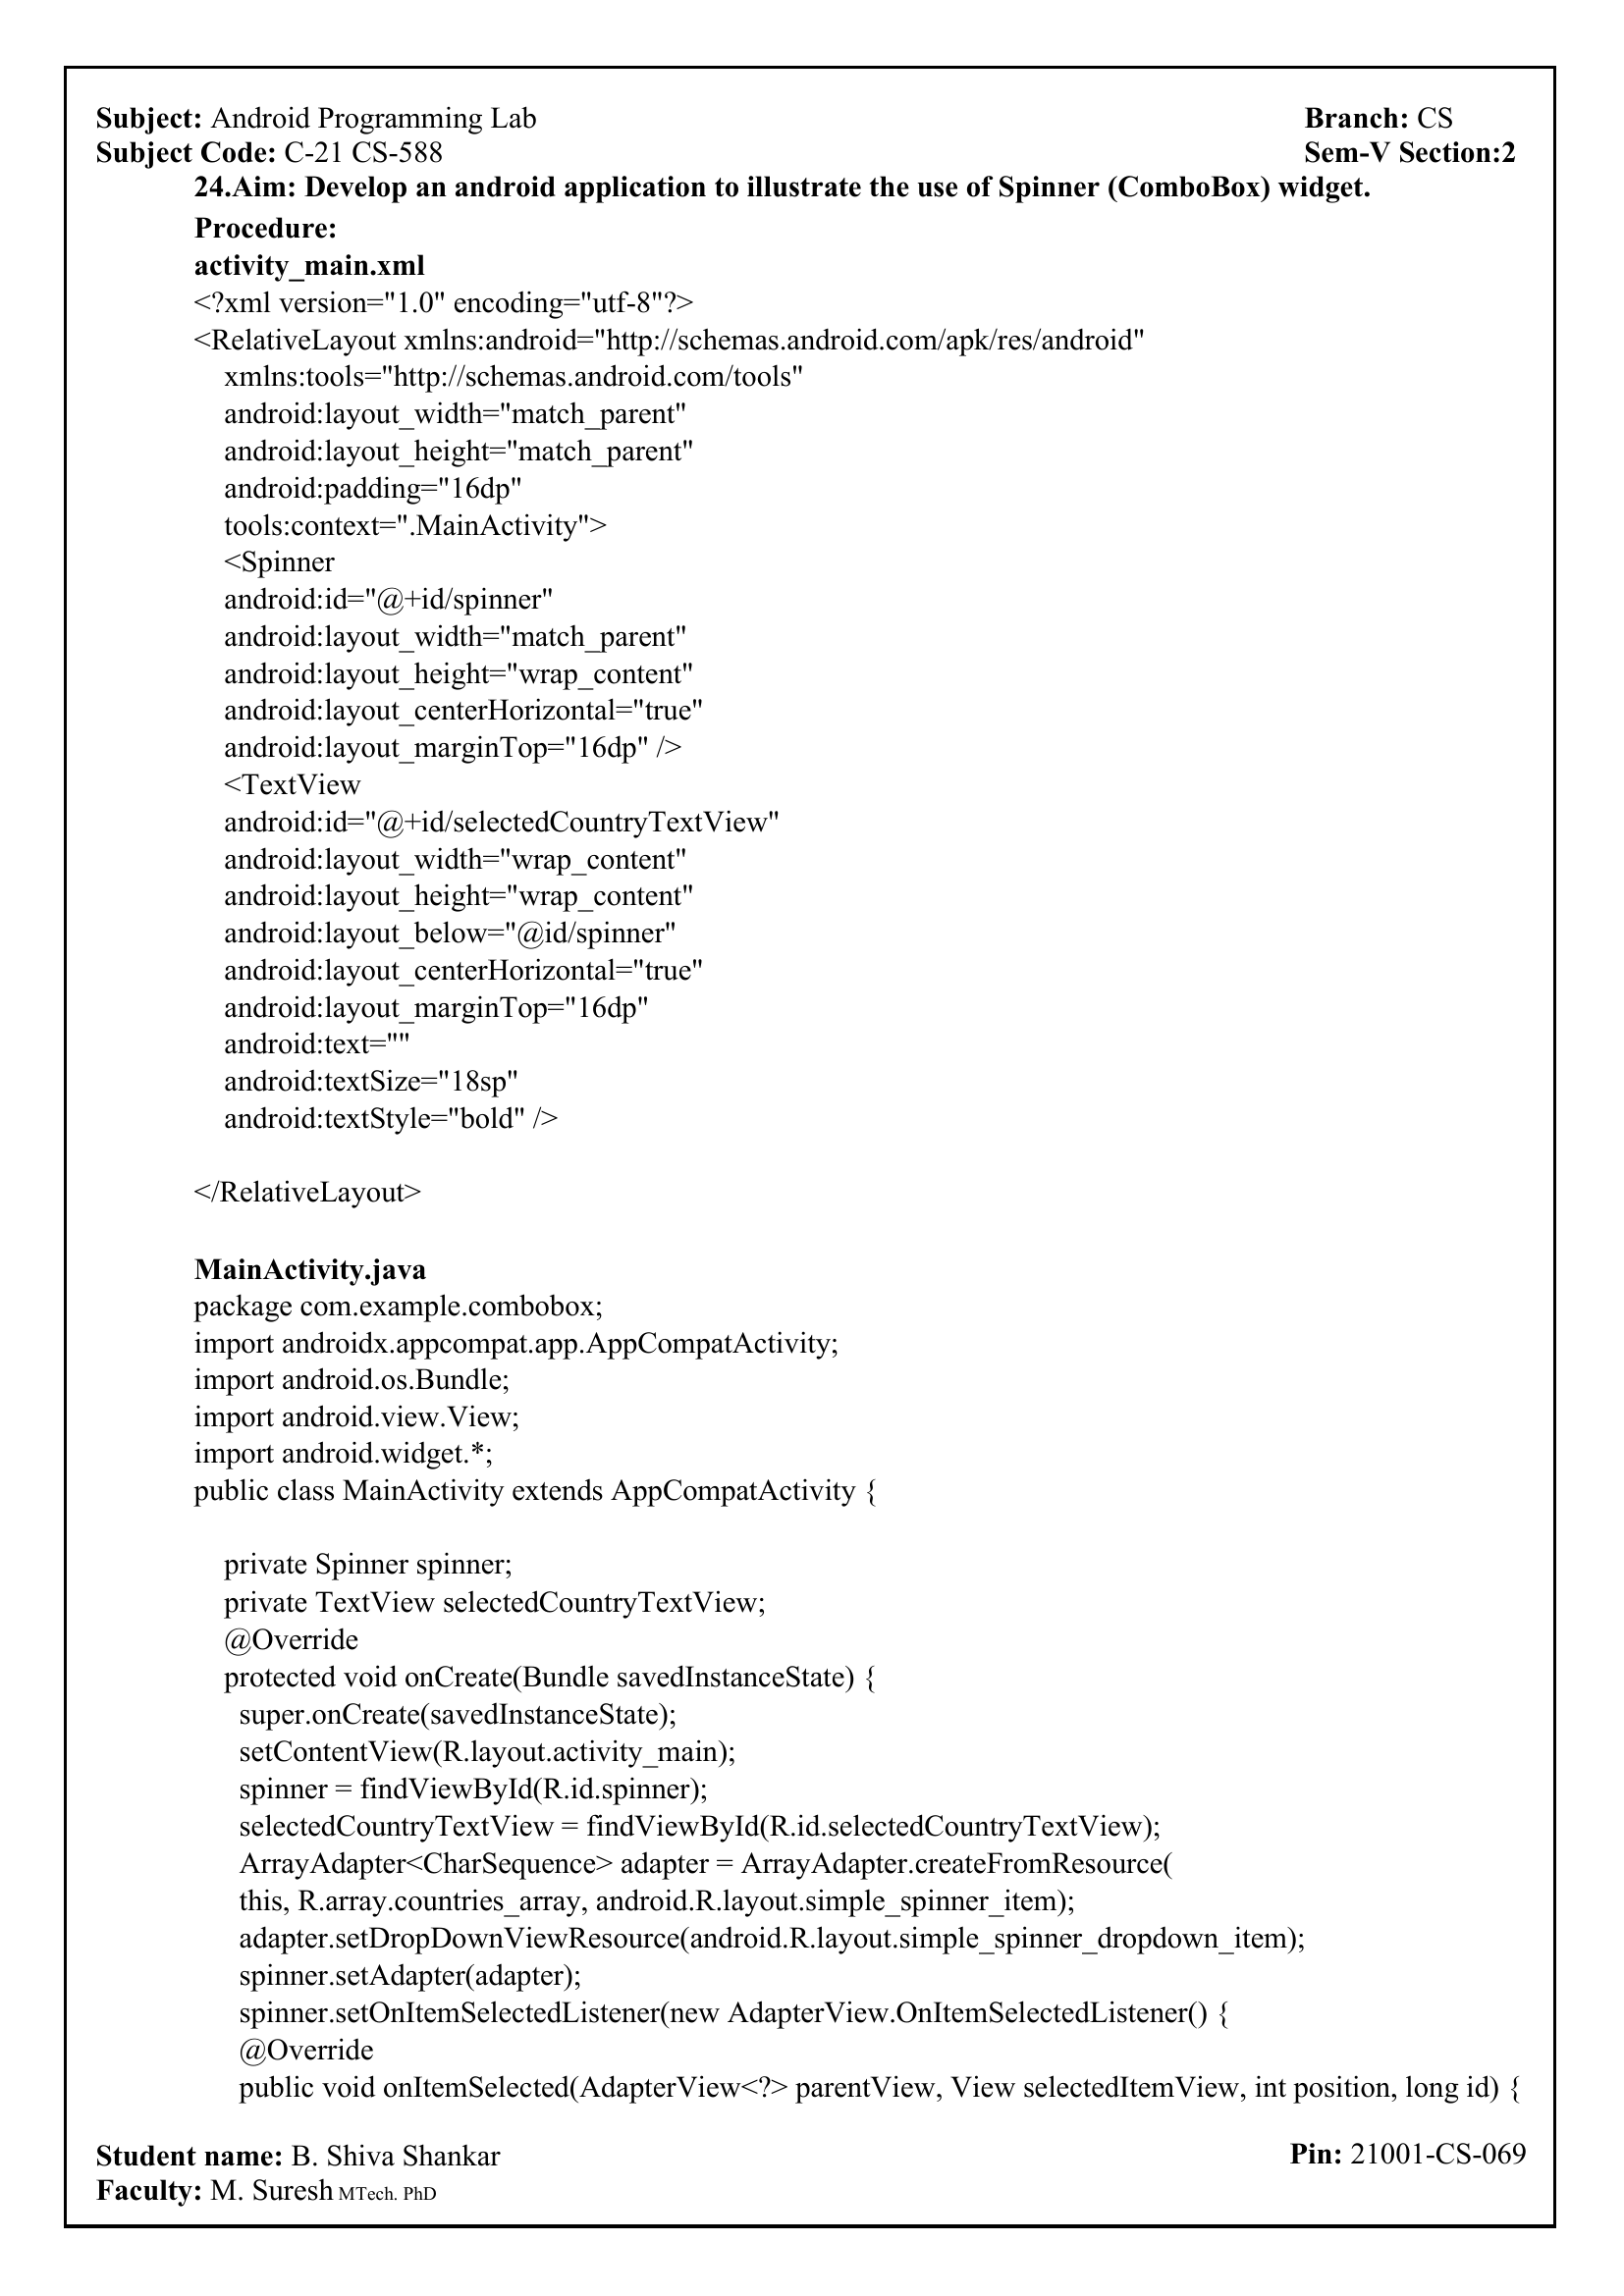 Subject: Android Programming Lab
Branch: CS
Subject Code: C-21 CS-588
Sem-V Section:2
24.Aim: Develop an android application to illustrate the use of Spinner (ComboBox) widget.
Procedure:
activity_main.xml
<?xml version="1.0" encoding="utf-8"?>
<RelativeLayout xmlns:android="http://schemas.android.com/apk/res/android"
xmlns:tools="http://schemas.android.com/tools"
android:layout_width="match_parent"
android:layout_height="match_parent"
android:padding="16dp"
tools:context=".MainActivity">
<Spinner
android:id="@+id/spinner"
android:layout_width="match_parent"
android:layout_height="wrap_content"
android:layout_centerHorizontal="true"
android:layout_marginTop="16dp" />
<TextView
android:id="@+id/selectedCountryTextView"
android:layout_width="wrap_content"
android:layout_height="wrap_content"
android:layout_below="@id/spinner"
android:layout_centerHorizontal="true"
android:layout_marginTop="16dp"
android:text=""
android:textSize="18sp"
android:textStyle="bold" />
</RelativeLayout>
MainActivity.java
package com.example.combobox;
import androidx.appcompat.app.AppCompatActivity;
import android.os.Bundle;
import android.view.View;
import android.widget.*;
public class MainActivity extends AppCompatActivity {
private Spinner spinner;
private TextView selectedCountryTextView;
@Override
protected void onCreate(Bundle savedInstanceState) {
super.onCreate(savedInstanceState);
setContentView(R.layout.activity_main);
spinner = findViewById(R.id.spinner);
selectedCountryTextView = findViewById(R.id.selectedCountryTextView);
ArrayAdapter<CharSequence> adapter = ArrayAdapter.createFromResource(
this, R.array.countries_array, android.R.layout.simple_spinner_item);
adapter.setDropDownViewResource(android.R.layout.simple_spinner_dropdown_item);
spinner.setAdapter(adapter);
spinner.setOnItemSelectedListener(new AdapterView.OnItemSelectedListener() {
@Override
public void onItemSelected(AdapterView<?> parentView, View selectedItemView, int position, long id) {
Student name: B. Shiva Shankar
Pin: 21001-CS-069
Faculty: M. Suresh MTech. PhD